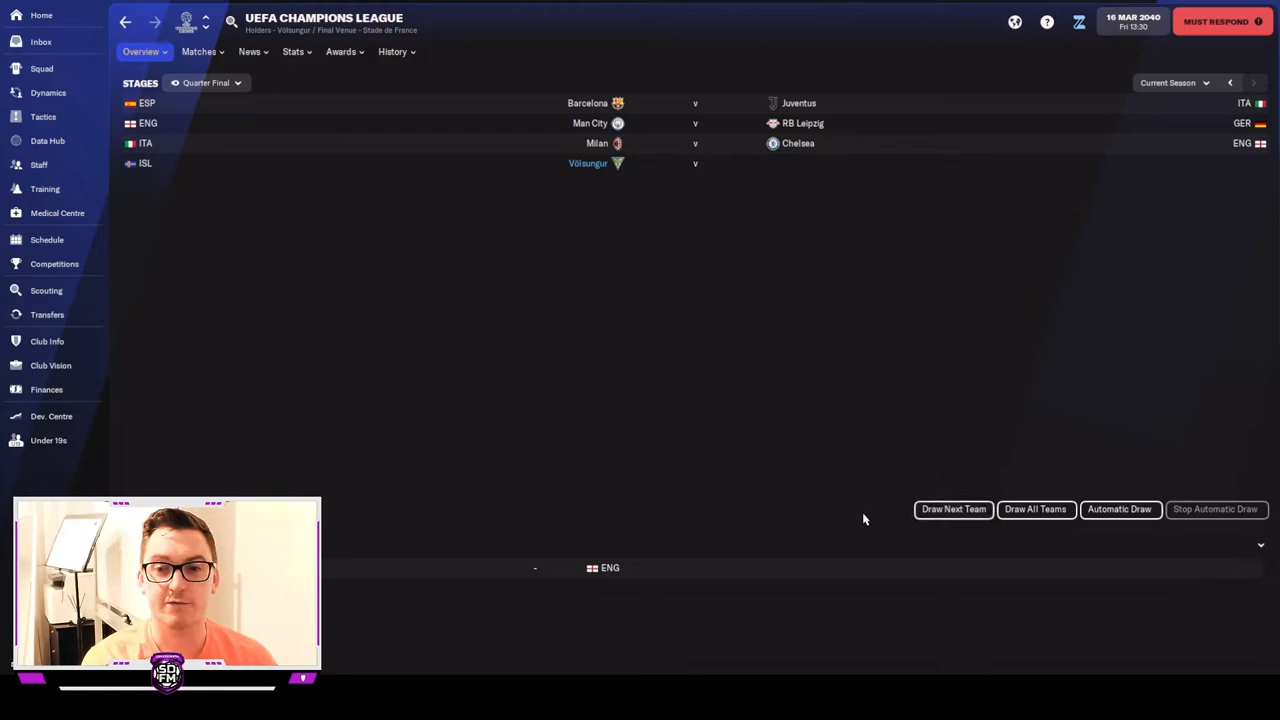 Home
Inbox
Squad
Dynamics
Tactics
Data Hub
Staff
Training
Medical Centre
Schedule
Competitions
Scouting
Transfers
Club Info
Club Vision
Finances
Dev. Centre
Under 19s
UEFA CHAMPIONS LEAGUE
Holders - Völsungur / Final Venue - Stade de France
16 MAR 2040
Fri 13:30
MUST RESPOND
Overview Matches News Stats Awards History
STAGES Quarter Final Current Season
ESP Barcelona v Juventus ITA
ENG Man City v RB Leipzig GER
ITA Milan v Chelsea ENG
ISL Völsungur v
Draw Next Team Draw All Teams Automatic Draw Stop Automatic Draw
- ENG
SD
FM